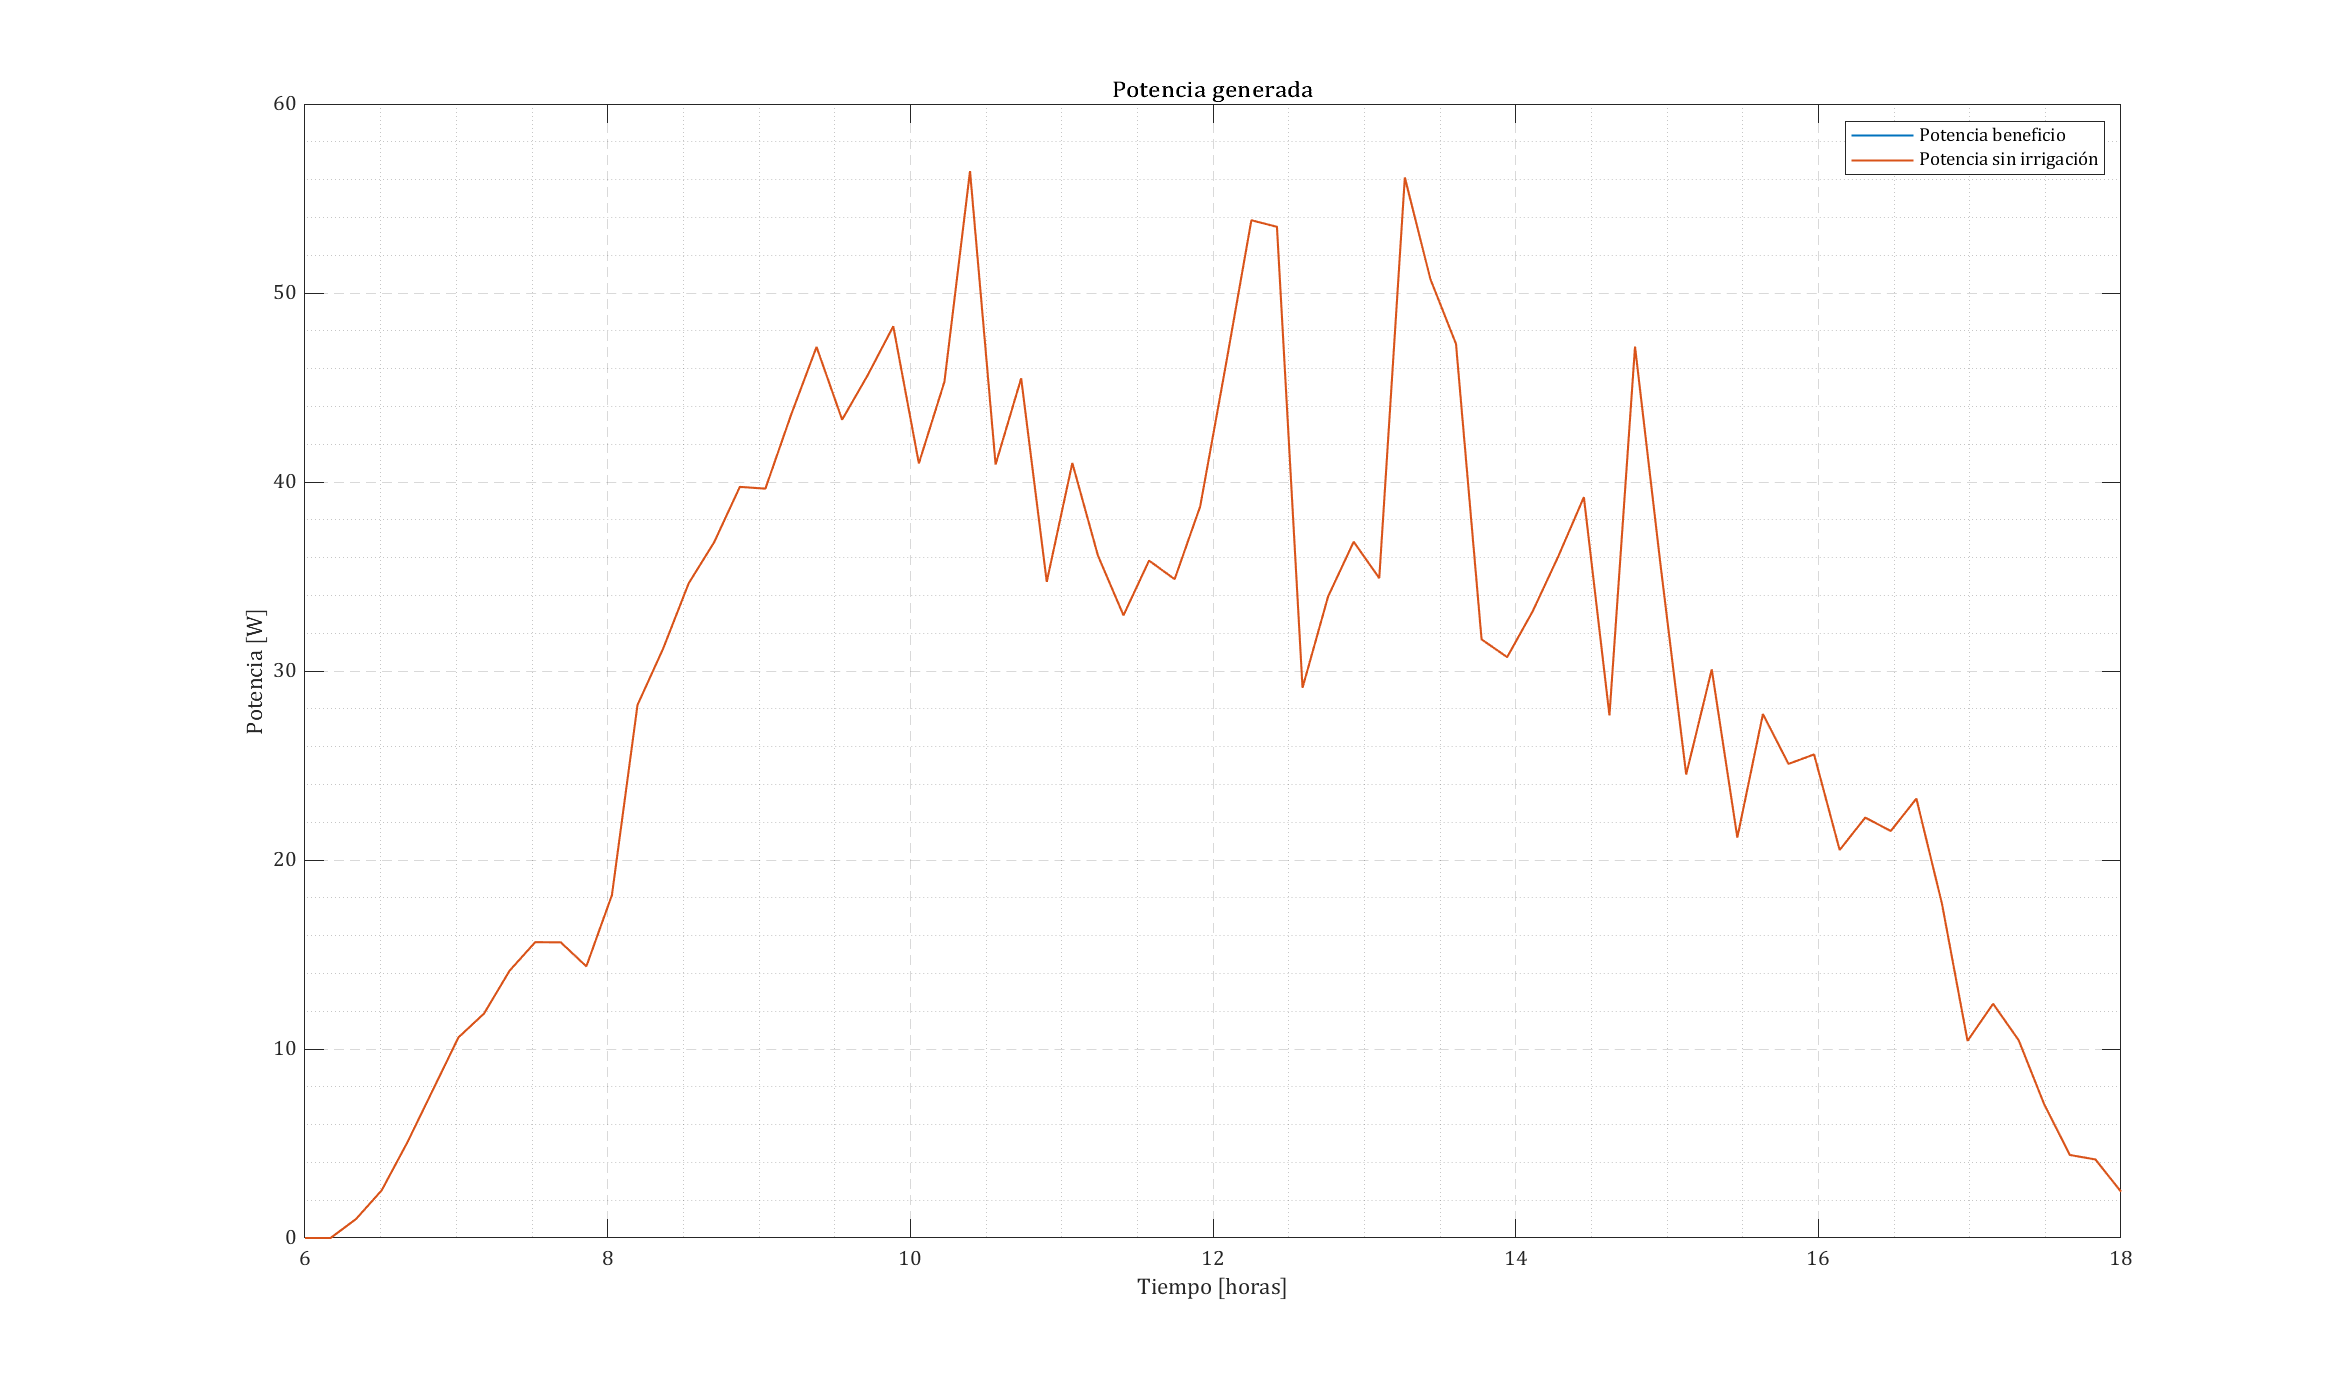 Potencia generada
60
50
40
30
20
10
0
Potencia [W]
Potencia beneficio
Potencia sin irrigación
6
8
10
12
14
16
18
Tiempo [horas]